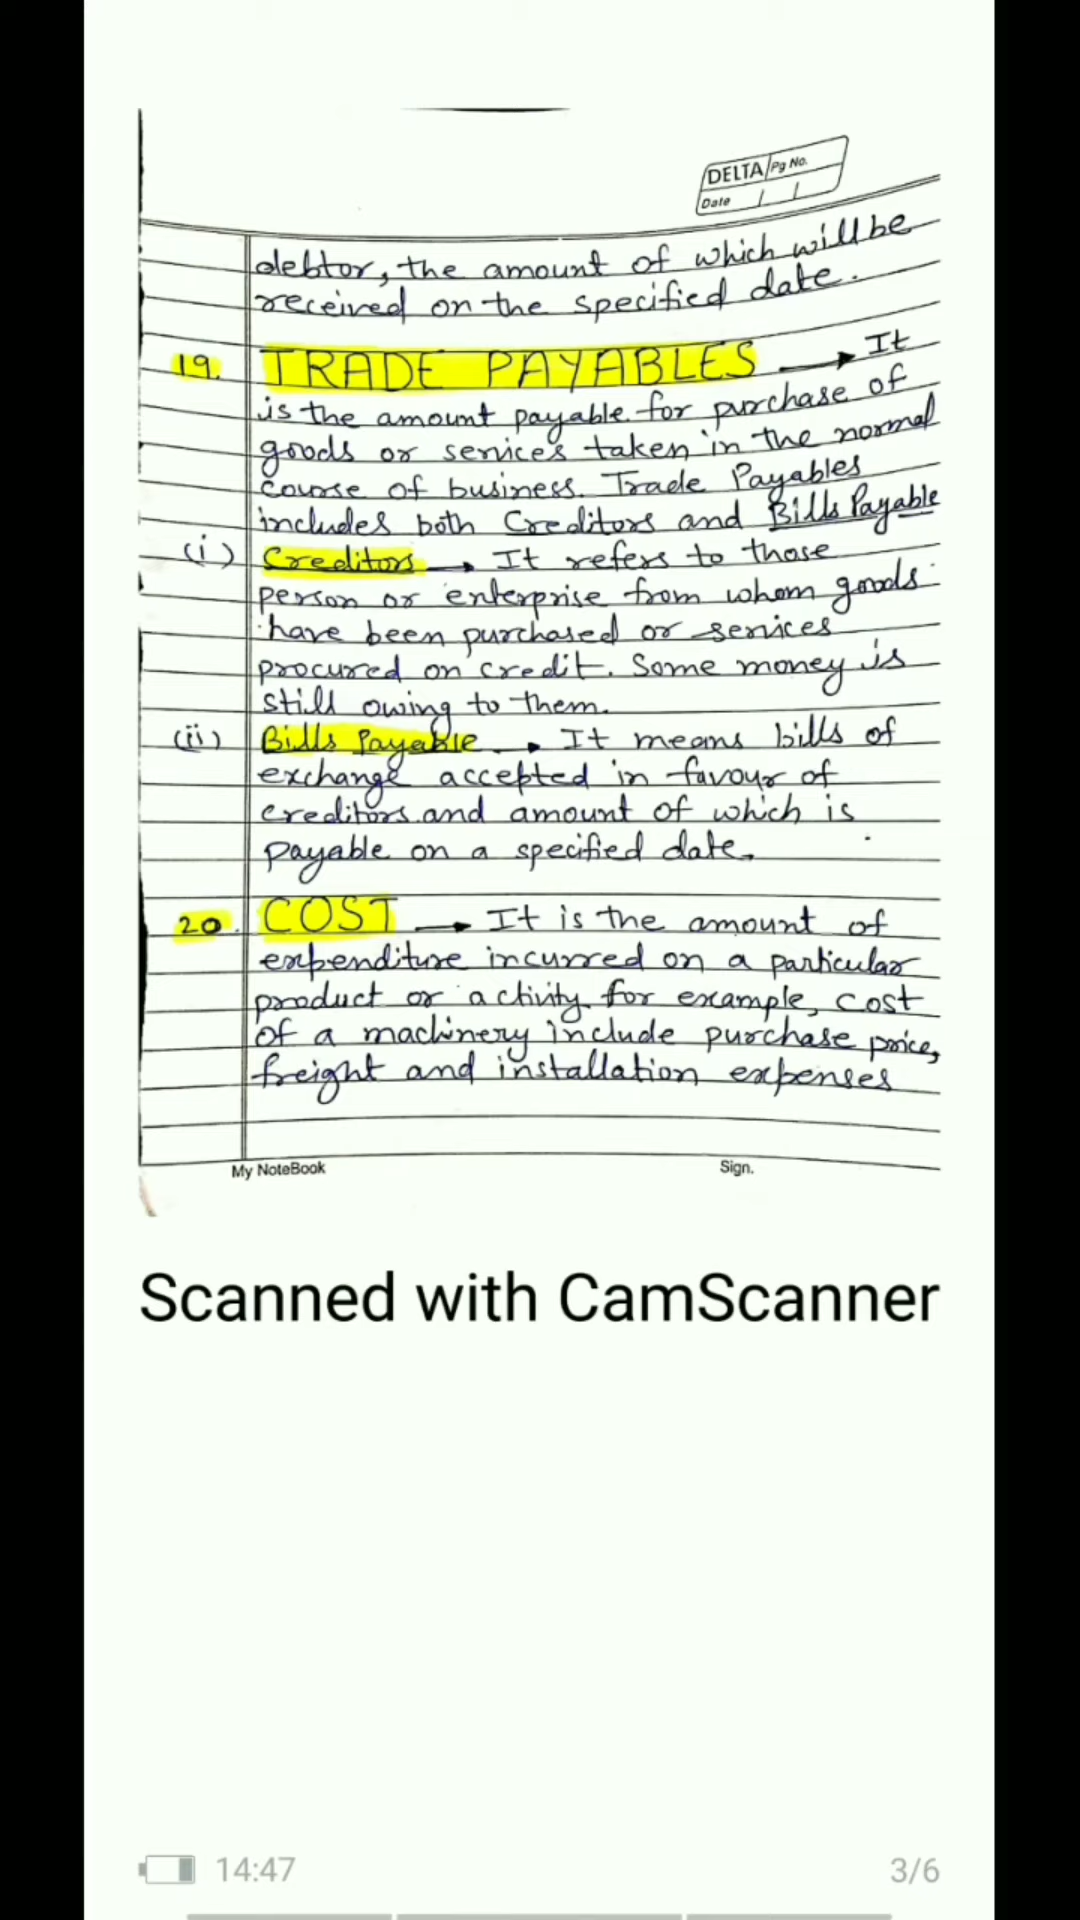 DELTA Pg No.
Date / /
debtor, the amount of which will be
received on the specified date.
19. TRADE PAYABLES → It
is the amount payable for purchase of
goods or services taken in the normal
course of business. Trade Payables
includes both Creditors and Bills Payable
(i) Creditors → It refers to those
person or enterprise from whom goods
have been purchased or services
procured on credit. Some money is
still owing to them.
(ii) Bills Payable → It means bills of
exchange accepted in favour of
creditors and amount of which is
payable on a specified date.
20. COST → It is the amount of
expenditure incurred on a particular
product or activity for example, cost
of a machinery include purchase price,
freight and installation expenses
My NoteBook Sign.
Scanned with CamScanner
14:47 3/6